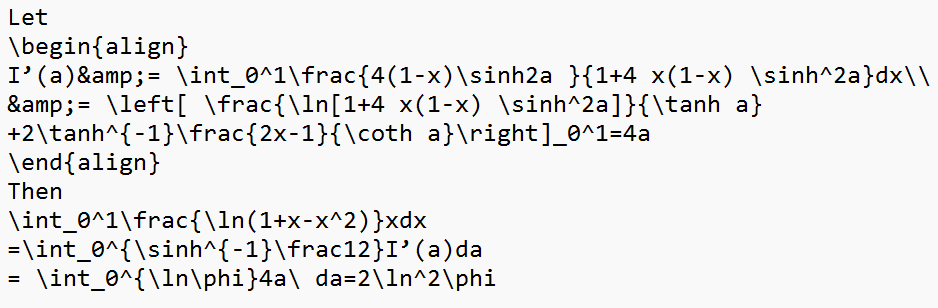 Let
\begin{align}
I’(a)&amp;= \int_0^1\frac{4(1-x)\sinh2a }{1+4 x(1-x) \sinh^2a}dx\\
&amp;= \left[ \frac{\ln[1+4 x(1-x) \sinh^2a]}{\tanh a}
+2\tanh^{-1}\frac{2x-1}{\coth a}\right]_0^1=4a
\end{align}
Then
\int_0^1\frac{\ln(1+x-x^2)}xdx
=\int_0^{\sinh^{-1}\frac12}I’(a)da
= \int_0^{\ln\phi}4a\ da=2\ln^2\phi